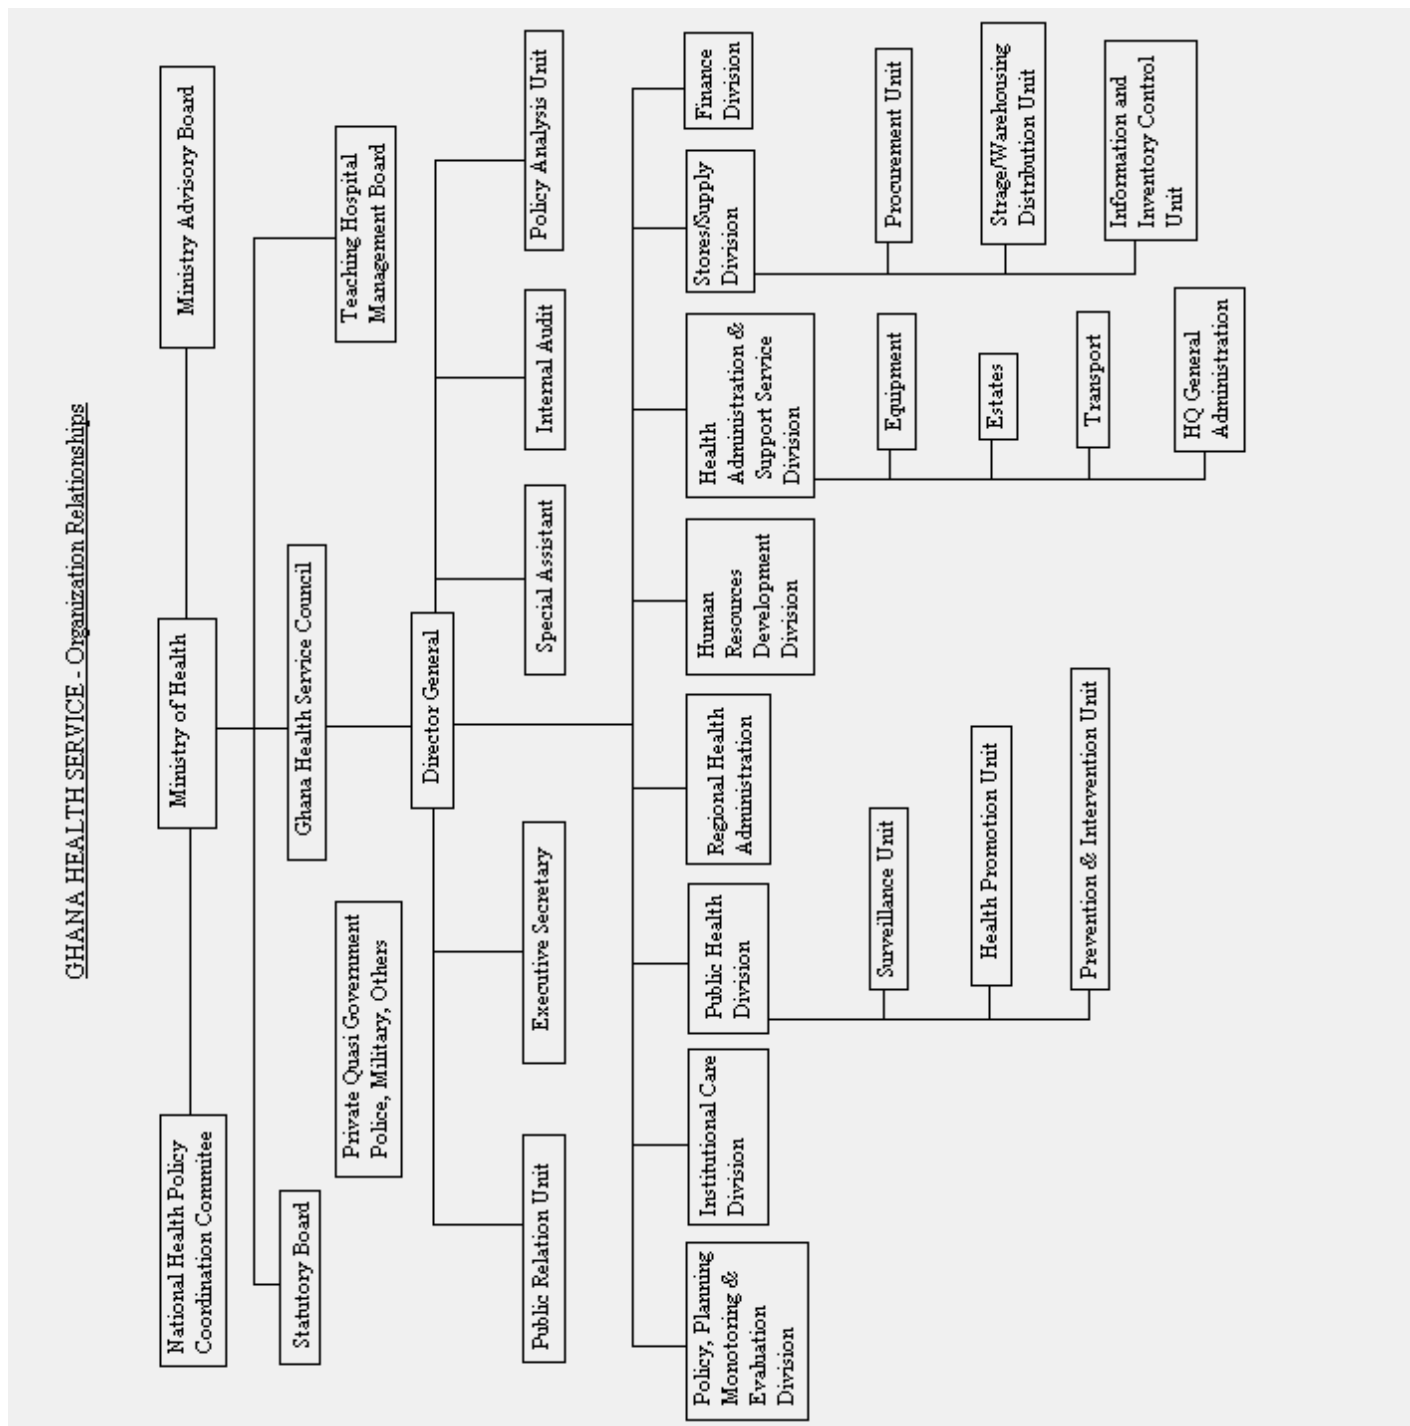 GHANA HEALTH SERVICE - Organization Relationships
National Health Policy
Coordination Commitee
Ministry of Health
Ministry Advisory Board
Statutory Board
Ghana Health Service Council
Teaching Hospital
Management Board
Private Quasi Government
Police, Military, Others
Director General
Public Relation Unit
Executive Secretary
Special Assistant
Internal Audit
Policy Analysis Unit
Policy, Planning
Monotoring &
Evaluation
Division
Institutional Care
Division
Public Health
Division
Regional Health
Administration
Human
Resources
Development
Division
Health
Administration &
Support Service
Division
Stores/Supply
Division
Finance
Division
Surveillance Unit
Health Promotion Unit
Prevention & Intervention Unit
Equipment
Estates
Transport
HQ General
Administration
Procurement Unit
Strage/Warehousing
Distribution Unit
Information and
Inventory Control
Unit